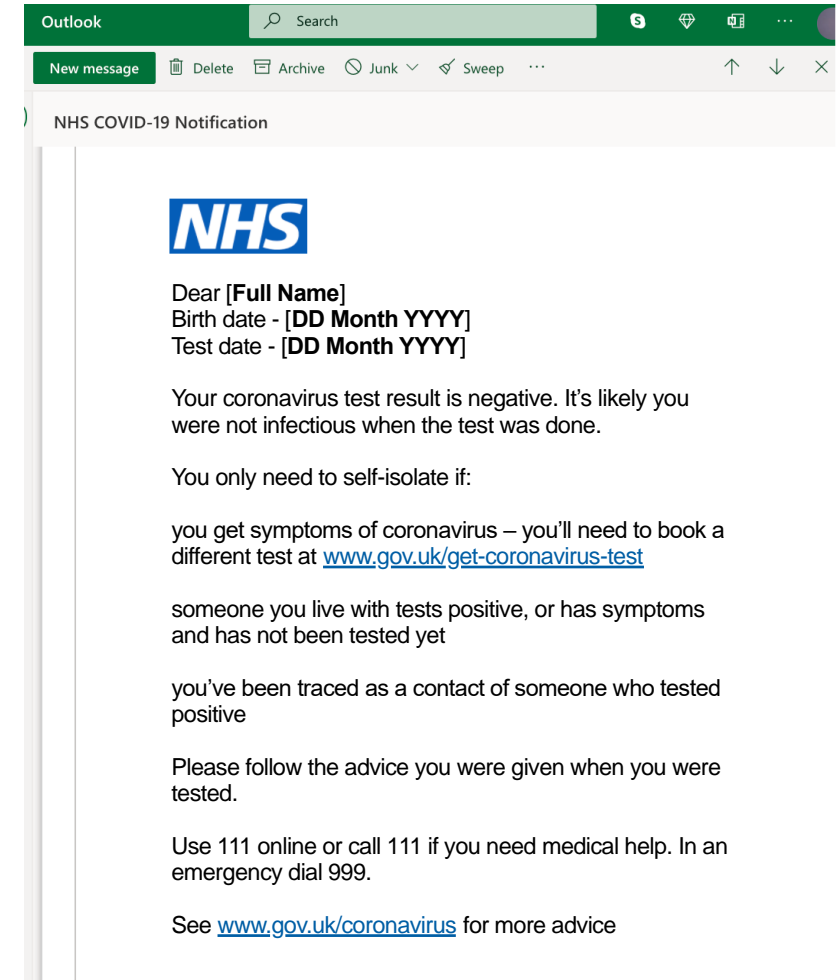 Outlook
Search
New message Delete Archive Junk Sweep ...
NHS COVID-19 Notification
NHS
Dear [Full Name]
Birth date - [DD Month YYYY]
Test date - [DD Month YYYY]
Your coronavirus test result is negative. It’s likely you
were not infectious when the test was done.
You only need to self-isolate if:
you get symptoms of coronavirus – you’ll need to book a
different test at www.gov.uk/get-coronavirus-test
someone you live with tests positive, or has symptoms
and has not been tested yet
you’ve been traced as a contact of someone who tested
positive
Please follow the advice you were given when you were
tested.
Use 111 online or call 111 if you need medical help. In an
emergency dial 999.
See www.gov.uk/coronavirus for more advice